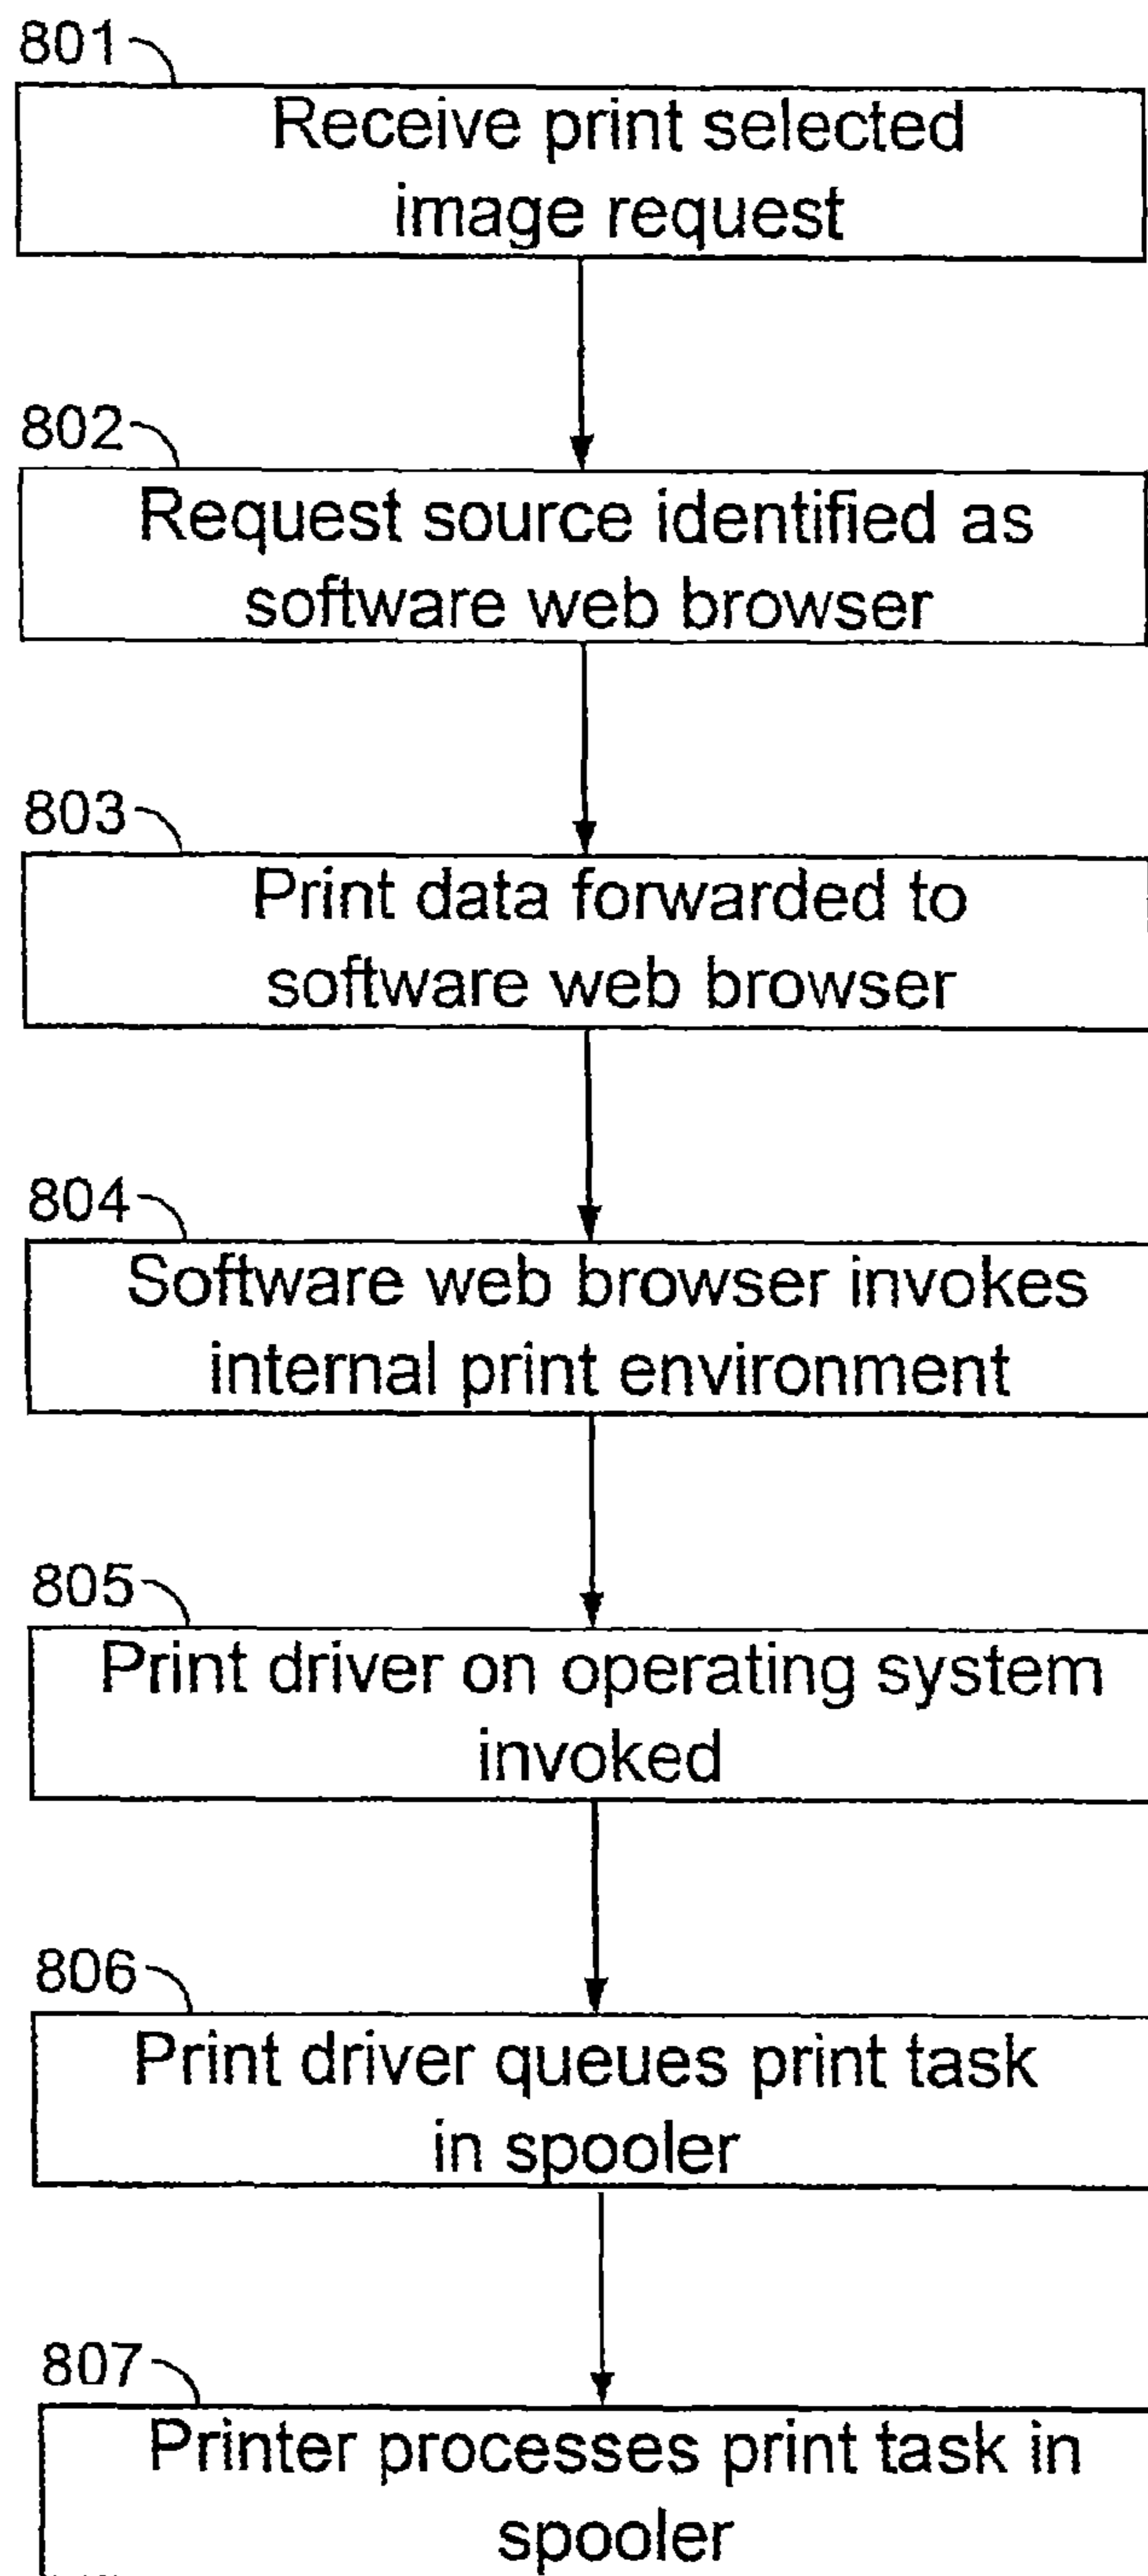 801
Receive print selected
image request
802
Request source identified as
software web browser
803
Print data forwarded to
software web browser
804
Software web browser invokes
internal print environment
805
Print driver on operating system
invoked
806
Print driver queues print task
in spooler
807
Printer processes print task in
spooler